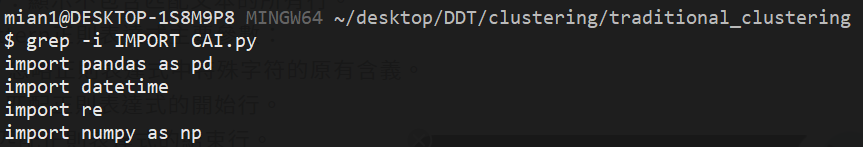 mian1@DESKTOP-1S8M9P8 MINGW64 ~/desktop/DDT/clustering/traditional_clustering
$ grep -i IMPORT CAI.py
import pandas as pd
import datetime
import re
import numpy as np